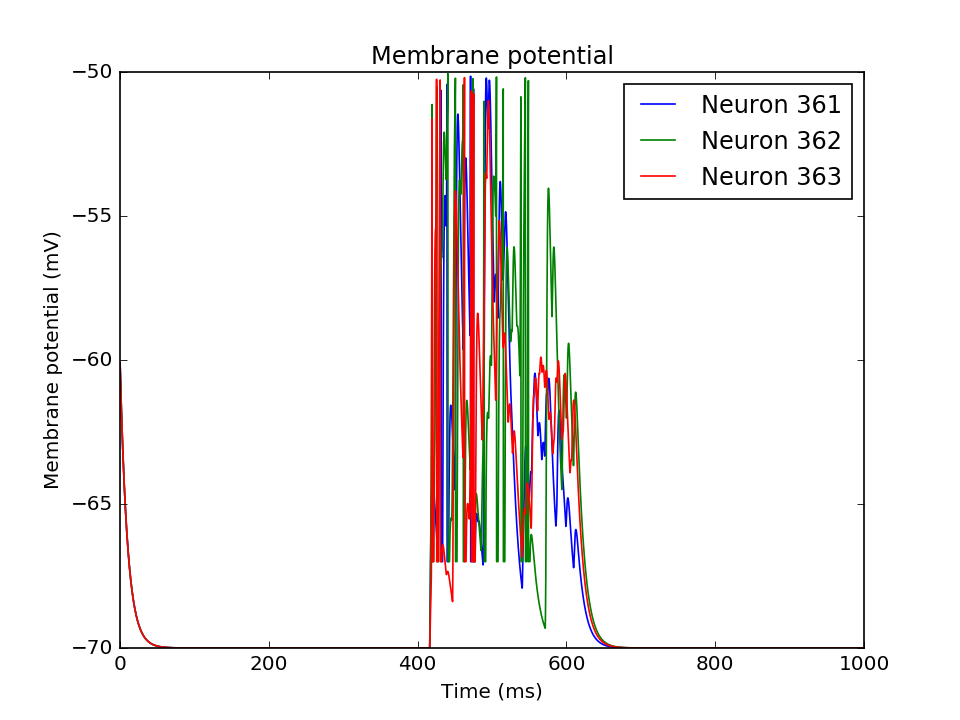 Membrane potential
Membrane potential (mV)
−50
−55
−60
−65
−70
Neuron 361
Neuron 362
Neuron 363
0 200 400 600 800 1000
Time (ms)